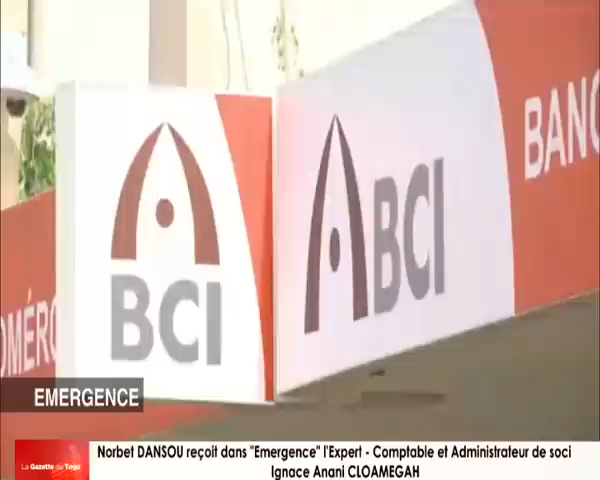 BCI
BCI
BANC
OMÉRC
EMERGENCE
La Gazette du Togo
Norbet DANSOU reçoit dans "Emergence" l'Expert - Comptable et Administrateur de soci
Ignace Anani CLOAMEGAH